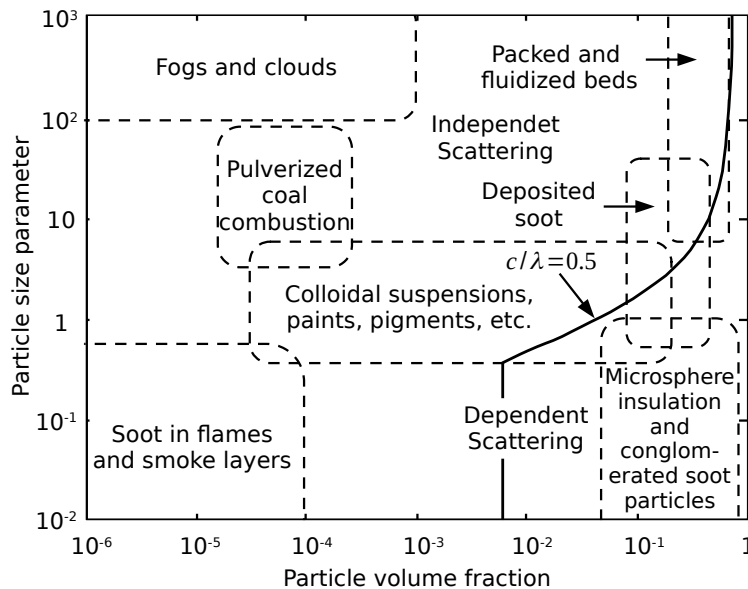 10³
Fogs and clouds
Packed and
fluidized beds
10²
Independet
Scattering
Pulverized
coal
combustion
Deposited
soot
10
c/λ=0.5
Colloidal suspensions,
paints, pigments, etc.
1
Microsphere
insulation
and
conglom-
erated soot
particles
10⁻¹
Dependent
Scattering
Soot in flames
and smoke layers
10⁻²
Particle size parameter
10⁻⁶ 10⁻⁵ 10⁻⁴ 10⁻³ 10⁻² 10⁻¹ 1
Particle volume fraction